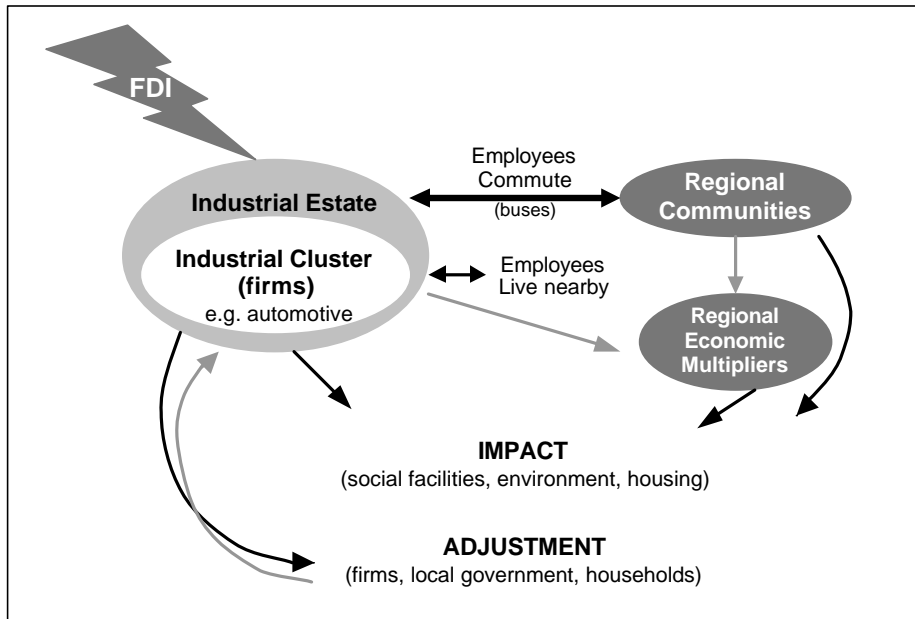 FDI
Employees
Commute
(buses)
Regional
Communities
Industrial Estate
Industrial Cluster
(firms)
e.g. automotive
Employees
Live nearby
Regional
Economic
Multipliers
IMPACT
(social facilities, environment, housing)
ADJUSTMENT
(firms, local government, households)